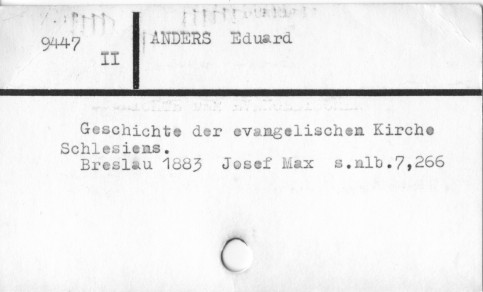 9447 ANDERS Eduard
II
Geschichte der evangelischen Kirche
Schlesiens.
Breslau 1883 Josef Max s.nlb.7,266